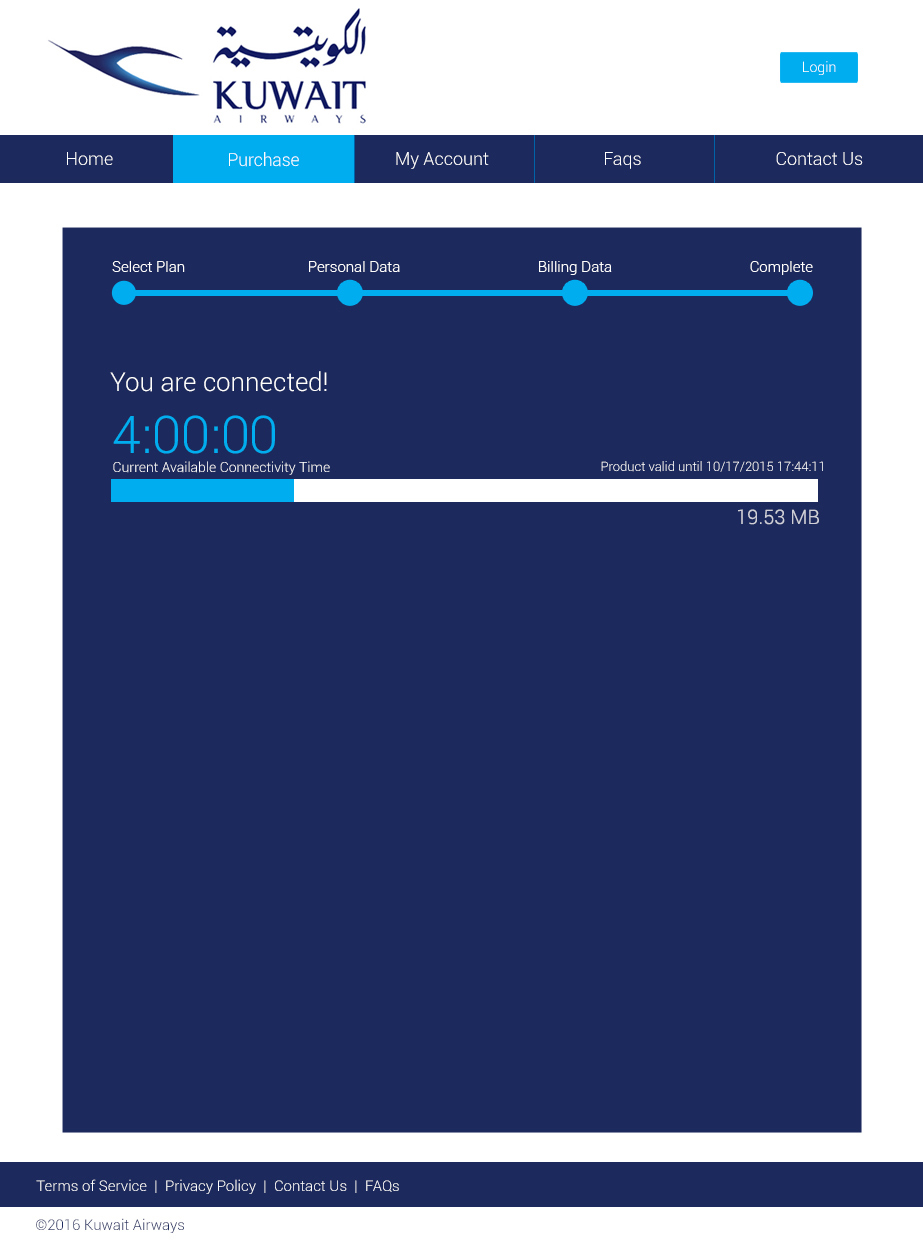 الكويتية
KUWAIT
AIRWAYS
Login
Home Purchase My Account Faqs Contact Us
Select Plan Personal Data Billing Data Complete
You are connected!
4:00:00
Current Available Connectivity Time Product valid until 10/17/2015 17:44:11
19.53 MB
Terms of Service | Privacy Policy | Contact Us | FAQs
©2016 Kuwait Airways